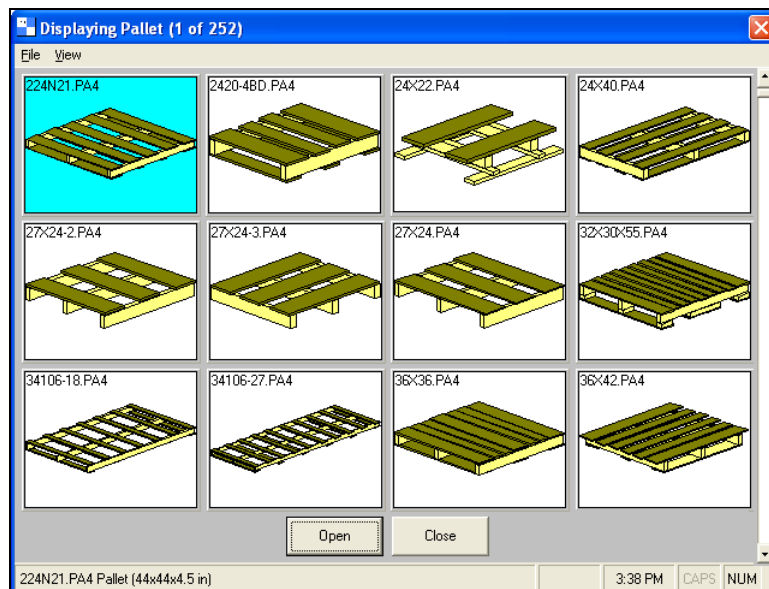 Displaying Pallet (1 of 252)
File View
224N21.PA4 2420-4BD.PA4 24X22.PA4 24X40.PA4
27X24-2.PA4 27X24-3.PA4 27X24.PA4 32X30X55.PA4
34106-18.PA4 34106-27.PA4 36X36.PA4 36X42.PA4
Open Close
224N21.PA4 Pallet (44x44x4.5 in) 3:38 PM CAPS NUM